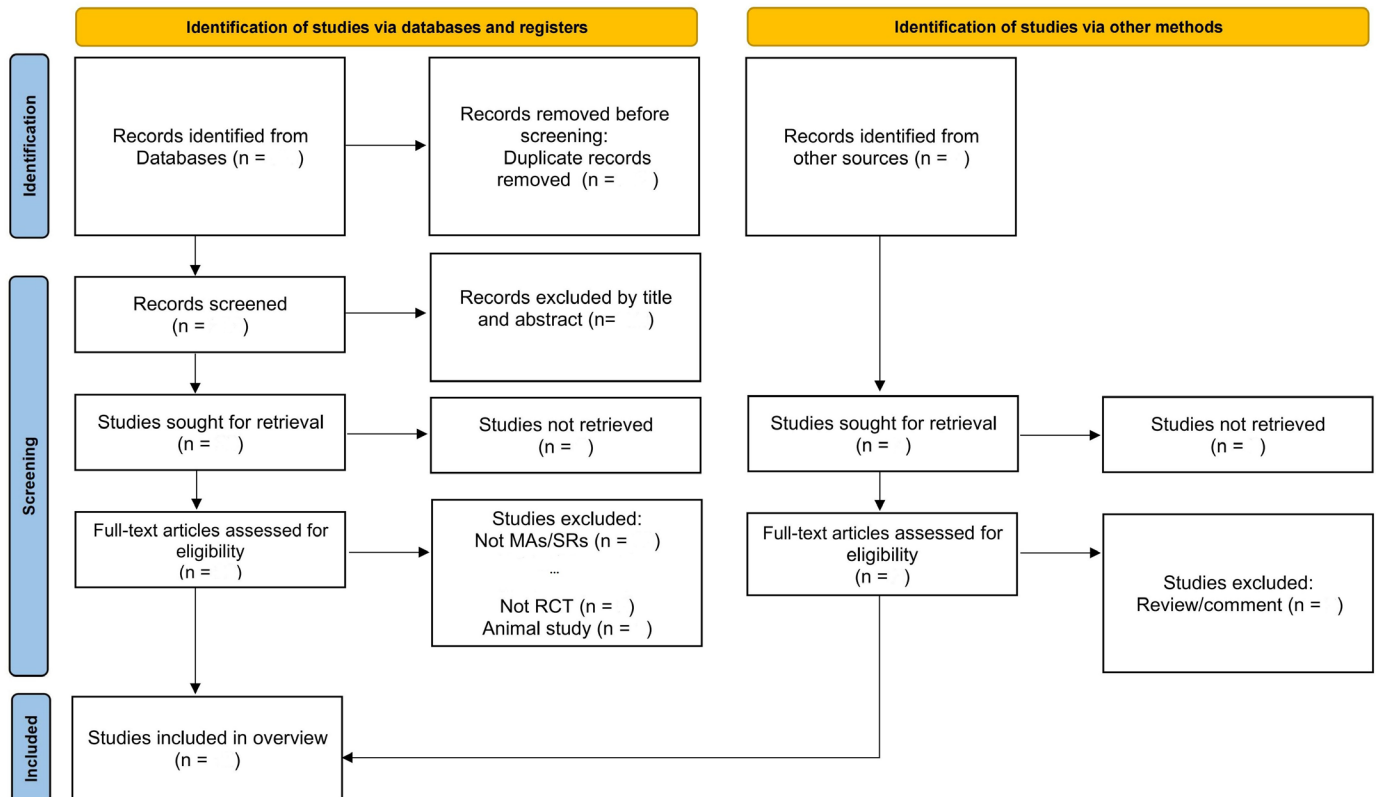 Identification of studies via databases and registers
Identification of studies via other methods
Identification
Records identified from
Databases (n = )
Records removed before
screening:
Duplicate records
removed (n = )
Records identified from
other sources (n = )
Screening
Records screened
(n = )
Records excluded by title
and abstract (n= )
Studies sought for retrieval
(n = )
Studies not retrieved
(n = )
Studies sought for retrieval
(n = )
Studies not retrieved
(n = )
Full-text articles assessed for
eligibility
(n = )
Studies excluded:
Not MAs/SRs (n = )
...
Not RCT (n = )
Animal study (n = )
Full-text articles assessed for
eligibility
(n = )
Studies excluded:
Review/comment (n = )
Included
Studies included in overview
(n = )